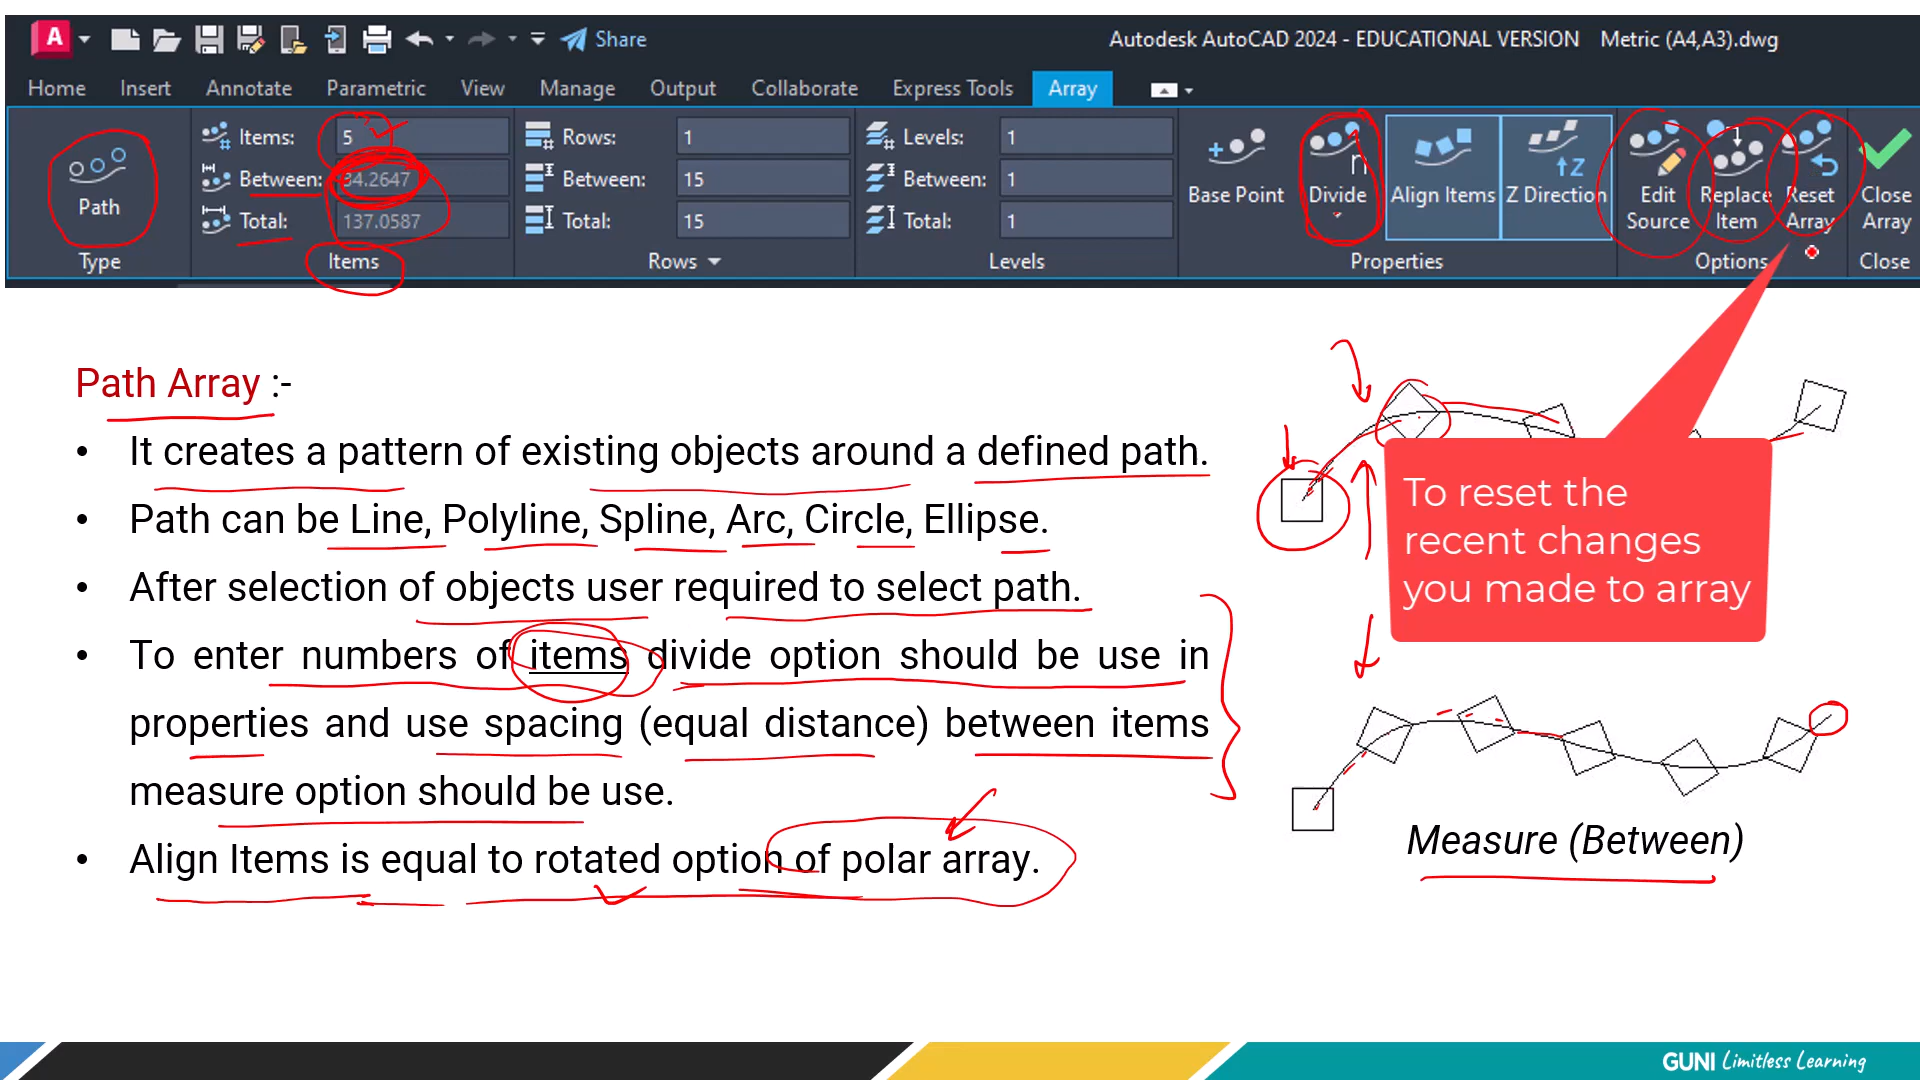 A
Share
Autodesk AutoCAD 2024 - EDUCATIONAL VERSION Metric (A4,A3).dwg
Home Insert Annotate Parametric View Manage Output Collaborate Express Tools Array
Items: 5 Rows: 1 Levels: 1
Between: 34.2647 Between: 15 Between: 1
Total: 137.0587 Total: 15 Total: 1
Path
Base Point
Divide
Align Items
Z Direction
Edit Source
Replace Item
Reset Array
Close Array
Type Items Rows Levels Properties Options Close
Path Array :-
• It creates a pattern of existing objects around a defined path.
• Path can be Line, Polyline, Spline, Arc, Circle, Ellipse.
• After selection of objects user required to select path.
• To enter numbers of items divide option should be use in
properties and use spacing (equal distance) between items
measure option should be use.
• Align Items is equal to rotated option of polar array.
To reset the
recent changes
you made to array
Measure (Between)
GUNI Limitless Learning